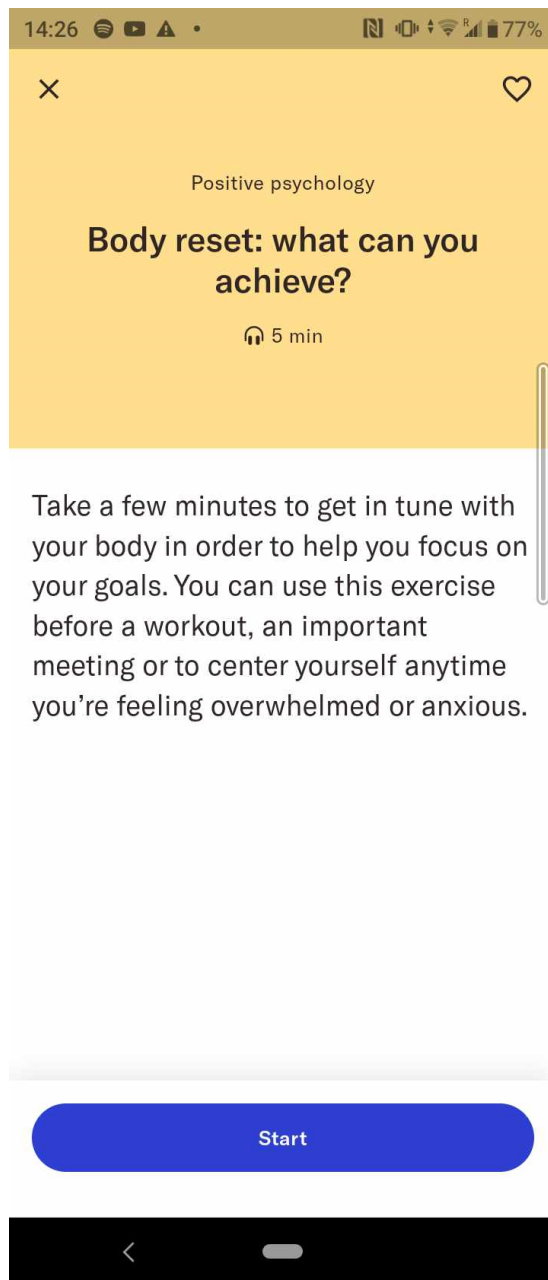 14:26
77%
Positive psychology
Body reset: what can you
achieve?
5 min
Take a few minutes to get in tune with
your body in order to help you focus on
your goals. You can use this exercise
before a workout, an important
meeting or to center yourself anytime
you’re feeling overwhelmed or anxious.
Start